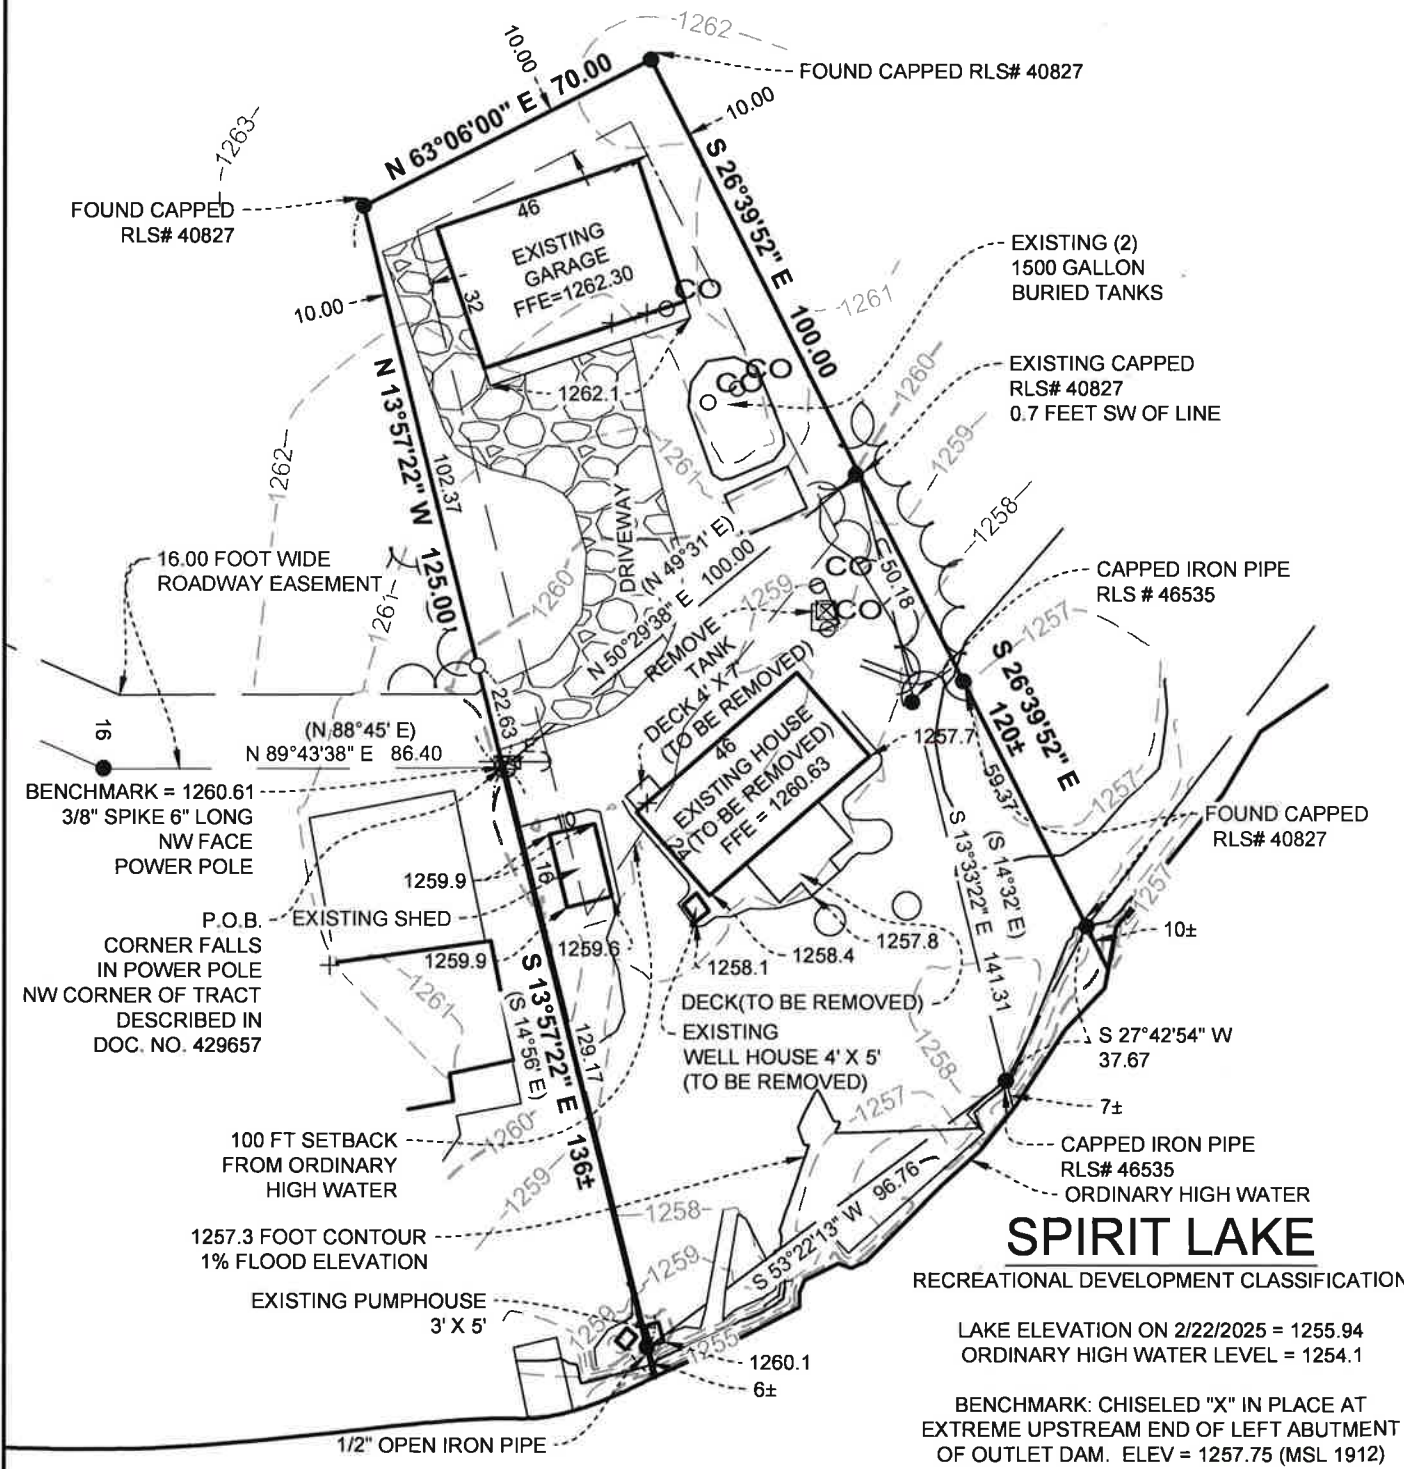 1262
10.00
FOUND CAPPED RLS# 40827
N 63°06'00" E 70.00
10.00
1263
S 26°39'52" E 100.00
FOUND CAPPED
RLS# 40827
46
EXISTING
GARAGE
FFE=1262.30
32
CO
EXISTING (2)
1500 GALLON
BURIED TANKS
10.00
1261
N 13°57'22" W 125.00
1262.1
CO
CO
1260
EXISTING CAPPED
RLS# 40827
0.7 FEET SW OF LINE
1262
102.37
1261
1259
DRIVEWAY
1258
(N 49°31' E)
N 50°29'38" E 100.00
16.00 FOOT WIDE
ROADWAY EASEMENT
1261
1260
1259
CO
CO
50.18
CAPPED IRON PIPE
RLS # 46535
REMOVE
TANK
1257
S 26°39'52" E
120±
22.63
DECK 4' X 7'
(TO BE REMOVED)
16
(N 88°45' E)
N 89°43'38" E 86.40
E
1257.7
46
EXISTING HOUSE
(TO BE REMOVED)
FFE = 1260.63
24
59.37
1257
BENCHMARK = 1260.61
3/8" SPIKE 6" LONG
NW FACE
POWER POLE
FOUND CAPPED
RLS# 40827
10
16
1259.9
S 13°33'22" E 141.31
(S 14°32' E)
1257
P.O.B.
CORNER FALLS
IN POWER POLE
NW CORNER OF TRACT
DESCRIBED IN
DOC. NO. 429657
EXISTING SHED
1259.9
1259.6
1258.1
1258.4
1257.8
10±
1261
S 13°57'22" E 136±
(S 14°56' E)
129.17
DECK(TO BE REMOVED)
EXISTING
WELL HOUSE 4' X 5'
(TO BE REMOVED)
1258
S 27°42'54" W
37.67
1257
7±
1260
100 FT SETBACK
FROM ORDINARY
HIGH WATER
CAPPED IRON PIPE
RLS# 46535
ORDINARY HIGH WATER
1259
1258
S 53°22'13" W 96.76
1257.3 FOOT CONTOUR
1% FLOOD ELEVATION
SPIRIT LAKE
RECREATIONAL DEVELOPMENT CLASSIFICATION
1259
EXISTING PUMPHOUSE
3' X 5'
1259
1255
1260.1
6±
LAKE ELEVATION ON 2/22/2025 = 1255.94
ORDINARY HIGH WATER LEVEL = 1254.1
1/2" OPEN IRON PIPE
BENCHMARK: CHISELED "X" IN PLACE AT
EXTREME UPSTREAM END OF LEFT ABUTMENT
OF OUTLET DAM. ELEV = 1257.75 (MSL 1912)